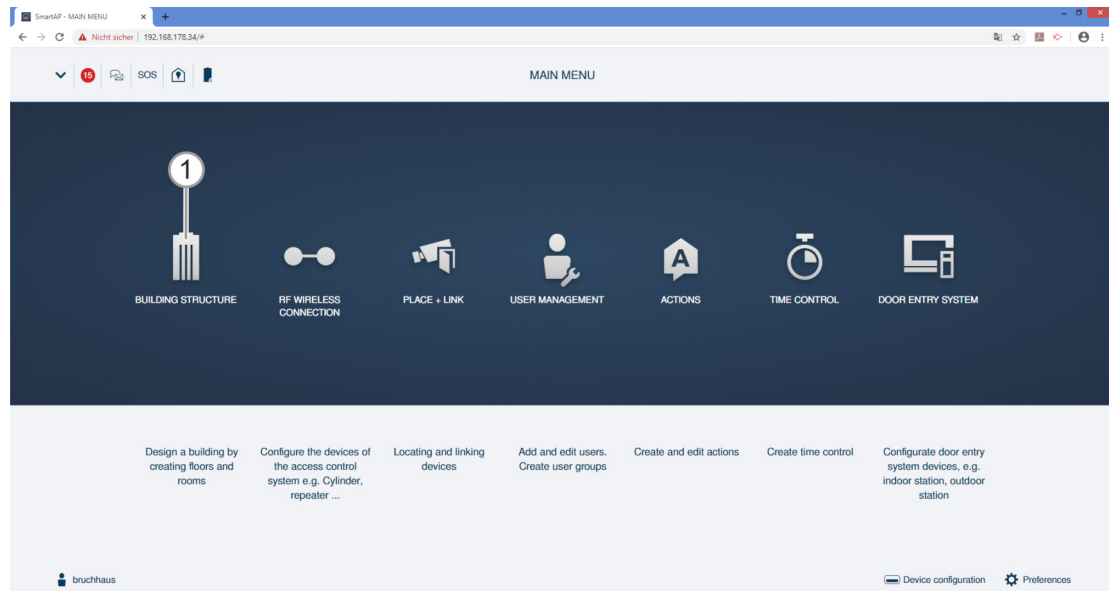 SmartAP - MAIN MENU
Nicht sicher | 192.168.178.34/#
15
SOS
MAIN MENU
1
BUILDING STRUCTURE
RF WIRELESS
CONNECTION
PLACE + LINK
USER MANAGEMENT
A
ACTIONS
TIME CONTROL
DOOR ENTRY SYSTEM
Design a building by
creating floors and
rooms
Configure the devices of
the access control
system e.g. Cylinder,
repeater ...
Locating and linking
devices
Add and edit users.
Create user groups
Create and edit actions
Create time control
Configurate door entry
system devices, e.g.
indoor station, outdoor
station
bruchhaus
Device configuration
Preferences